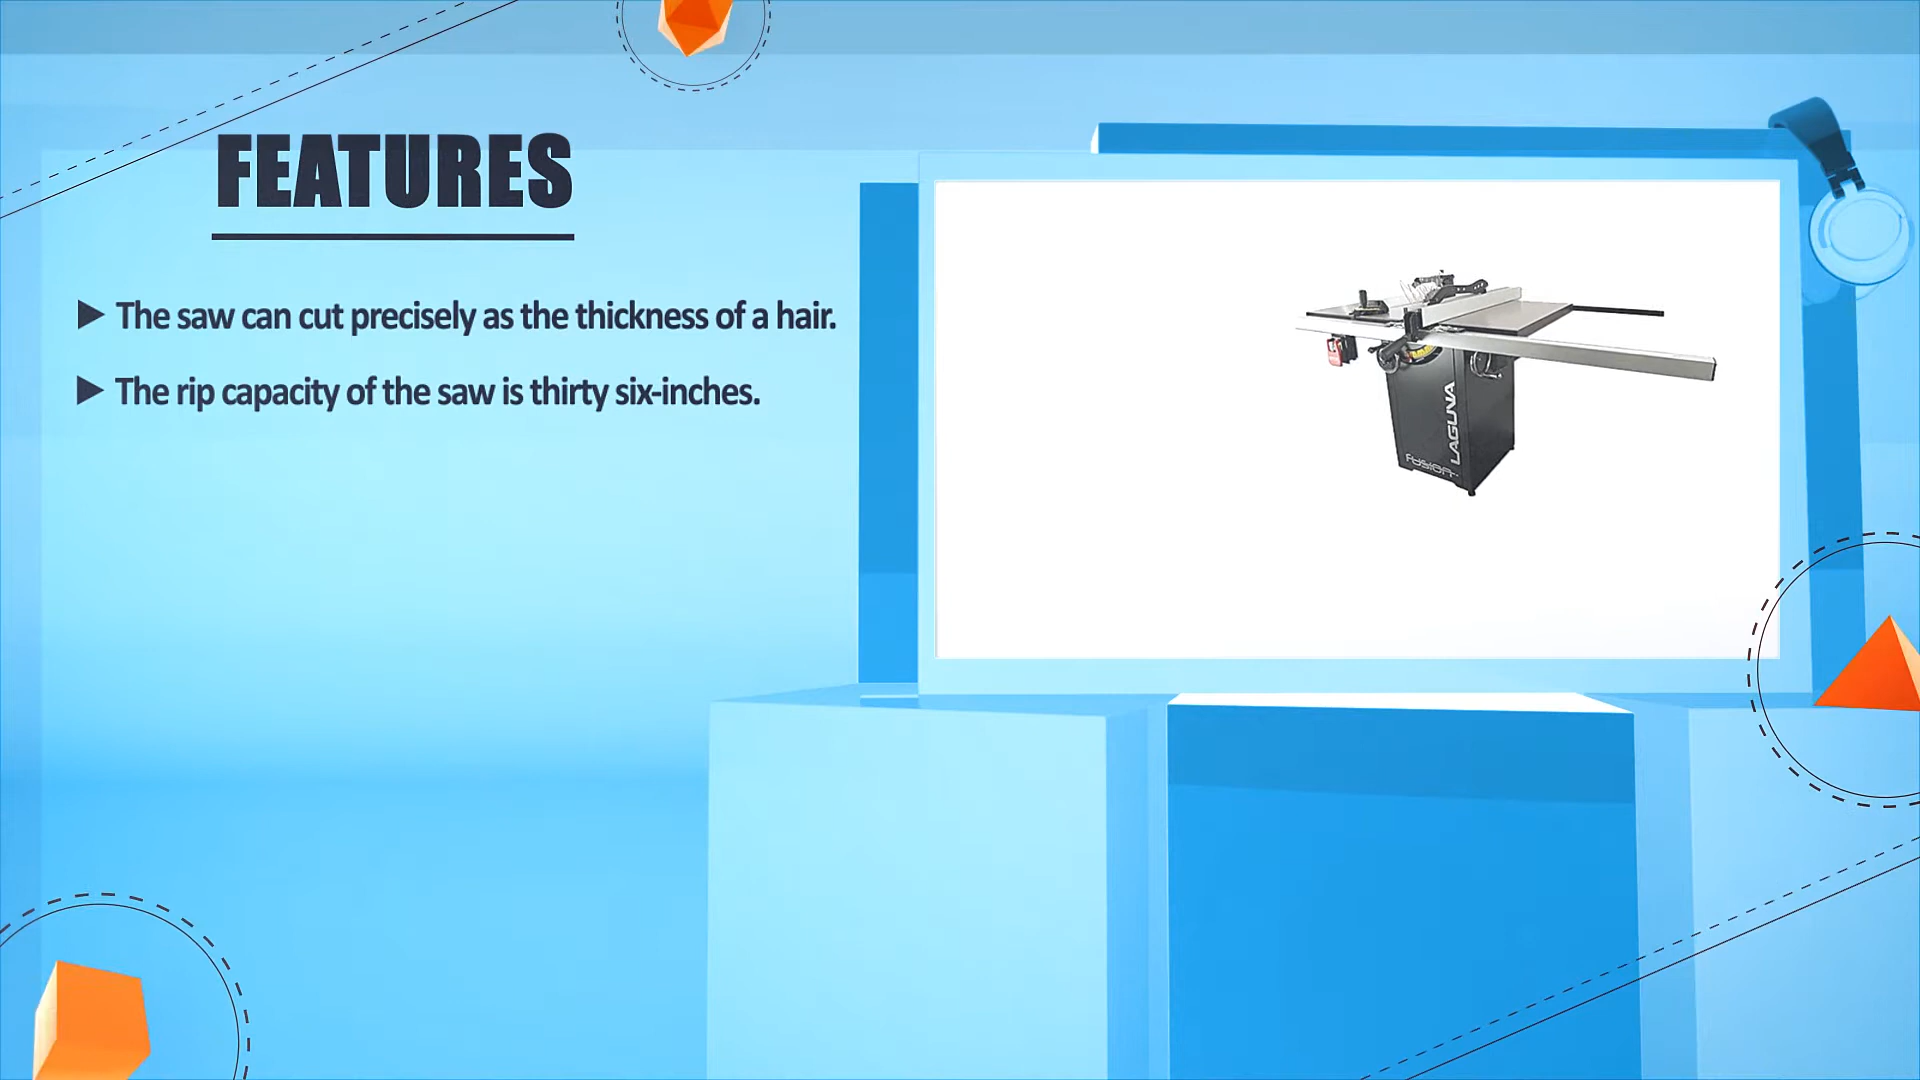 FEATURES
The saw can cut precisely as the thickness of a hair.
The rip capacity of the saw is thirty six-inches.
LAGUNA
FUSION